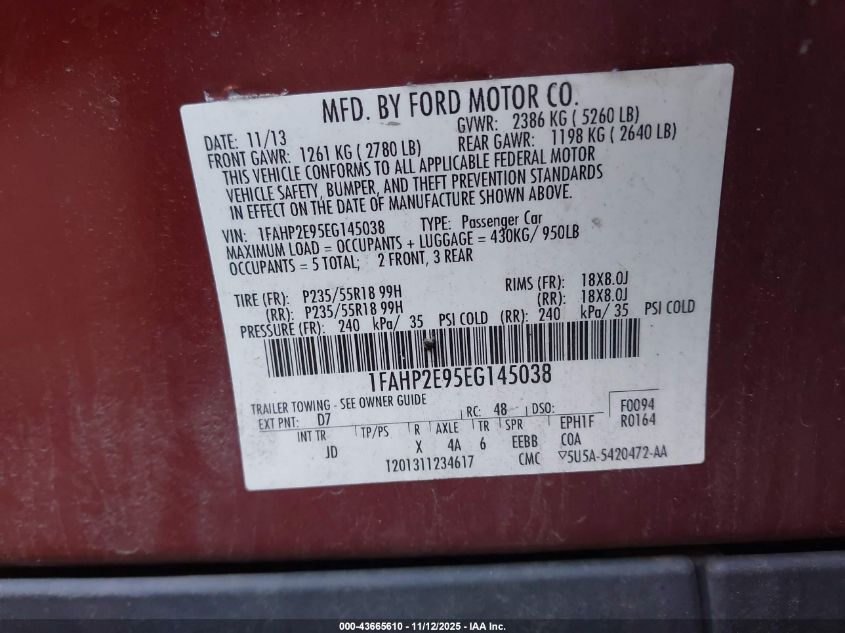 MFD. BY FORD MOTOR CO.
DATE: 11/13 GVWR: 2386 KG ( 5260 LB)
FRONT GAWR: 1261 KG ( 2780 LB) REAR GAWR: 1198 KG ( 2640 LB)
THIS VEHICLE CONFORMS TO ALL APPLICABLE FEDERAL MOTOR
VEHICLE SAFETY, BUMPER, AND THEFT PREVENTION STANDARDS
IN EFFECT ON THE DATE OF MANUFACTURE SHOWN ABOVE.
VIN: 1FAHP2E95EG145038 TYPE: Passenger Car
MAXIMUM LOAD = OCCUPANTS + LUGGAGE = 430KG/ 950LB
OCCUPANTS = 5 TOTAL; 2 FRONT, 3 REAR
TIRE (FR): P235/55R18 99H RIMS (FR): 18X8.0J
(RR): P235/55R18 99H (RR): 18X8.0J
PRESSURE (FR): 240 kPa/ 35 PSI COLD (RR): 240 kPa/ 35 PSI COLD
1FAHP2E95EG145038
TRAILER TOWING - SEE OWNER GUIDE
EXT PNT: D7 RC: 48 DSO: F0094
INT TR TP/PS R AXLE TR SPR EPH1F R0164
JD X 4A 6 EEBB COA
T201311234617 CMC ▽5U5A-5420472-AA
000-43665610 - 11/12/2025 - IAA Inc.